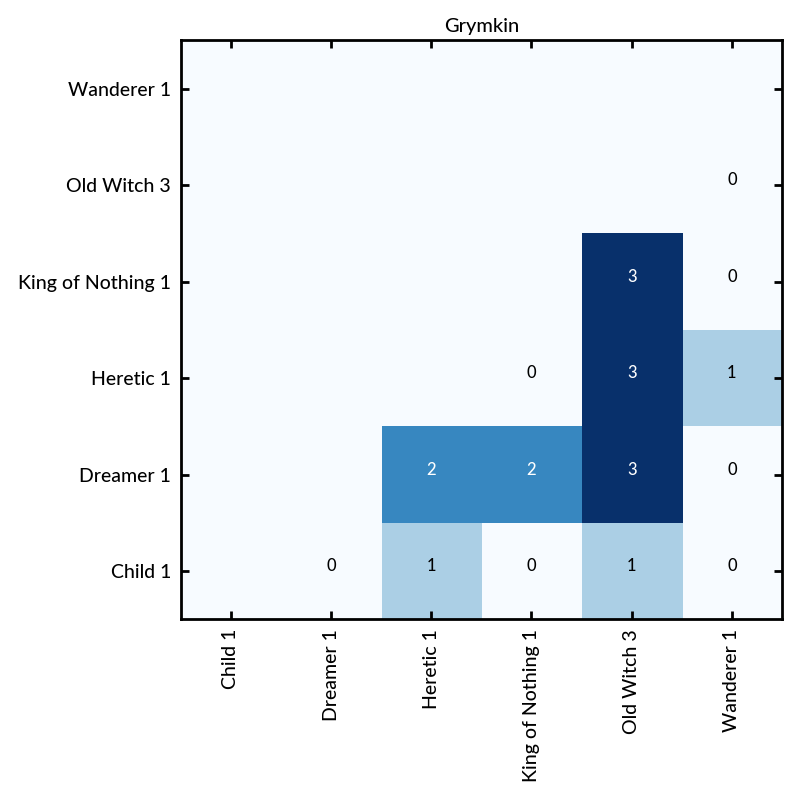 Grymkin
Wanderer 1
Old Witch 3 0
King of Nothing 1 3 0
Heretic 1 0 3 1
Dreamer 1 2 2 3 0
Child 1 0 1 0 1 0
Child 1
Dreamer 1
Heretic 1
King of Nothing 1
Old Witch 3
Wanderer 1